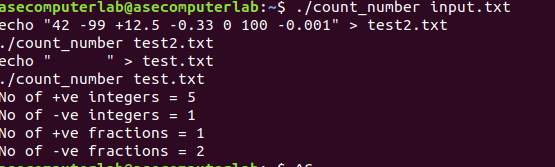 asecomputerlab@asecomputerlab:~$ ./count_number input.txt
echo "42 -99 +12.5 -0.33 0 100 -0.001" > test2.txt
./count_number test2.txt
echo "      " > test.txt
./count_number test.txt
No of +ve integers = 5
No of -ve integers = 1
No of +ve fractions = 1
No of -ve fractions = 2